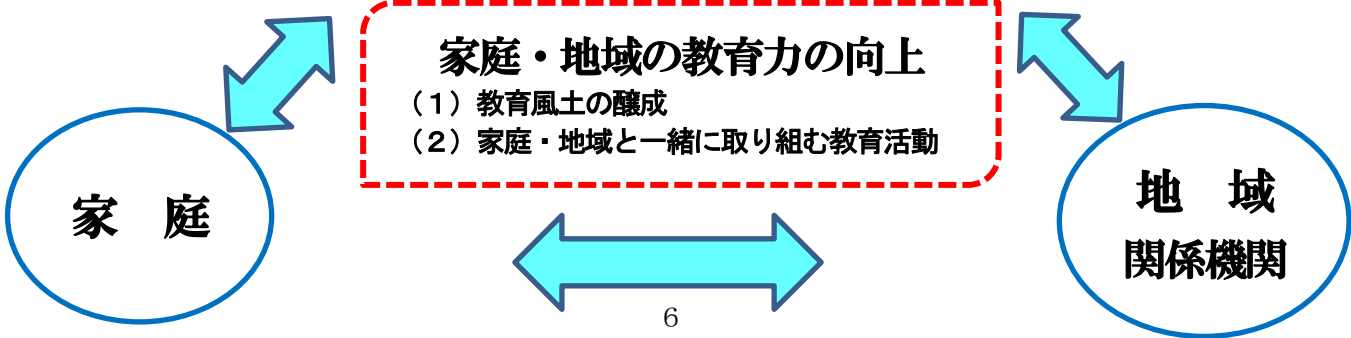 家庭・地域の教育力の向上
（１）教育風土の醸成
（２）家庭・地域と一緒に取り組む教育活動
家　庭
地　域
関係機関
6